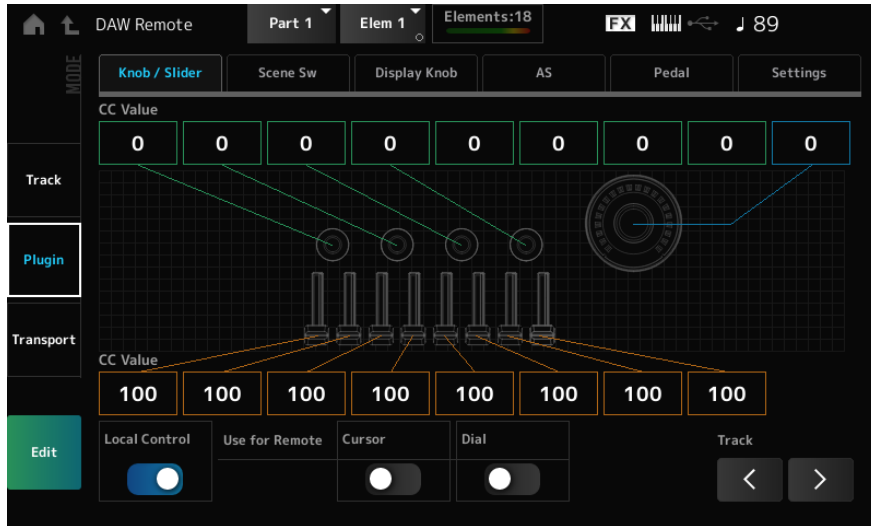 DAW Remote Part 1 Elem 1 Elements:18 FX ♩ 89
MODE
Knob / Slider Scene Sw Display Knob AS Pedal Settings
CC Value
0 0 0 0 0 0 0 0 0
Track
Plugin
Transport
CC Value
100 100 100 100 100 100 100 100
Edit
Local Control Use for Remote Cursor Dial Track